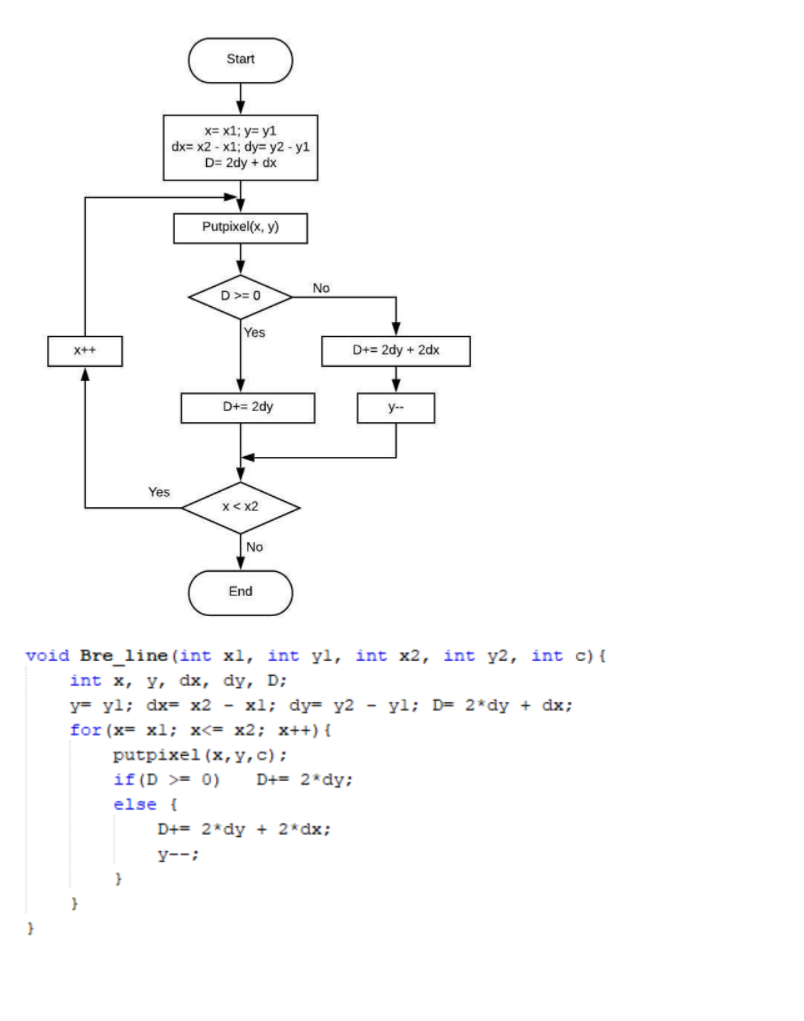 Start
x= x1; y= y1
dx= x2 - x1; dy= y2 - y1
D= 2dy + dx
Putpixel(x, y)
D >= 0
No
Yes
x++
D+= 2dy + 2dx
D+= 2dy
y--
Yes
x < x2
No
End
void Bre_line(int x1, int y1, int x2, int y2, int c){
int x, y, dx, dy, D;
y= y1; dx= x2 - x1; dy= y2 - y1; D= 2*dy + dx;
for(x= x1; x<= x2; x++){
putpixel(x,y,c);
if(D >= 0) D+= 2*dy;
else {
D+= 2*dy + 2*dx;
y--;
}
}
}